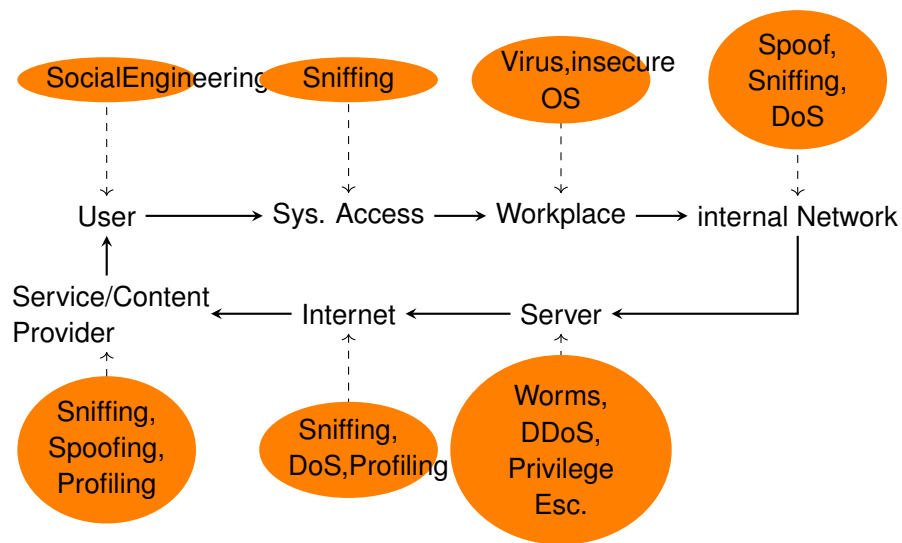 SocialEngineering
Sniffing
Virus,insecure
OS
Spoof,
Sniffing,
DoS
User
Sys. Access
Workplace
internal Network
Service/Content
Provider
Internet
Server
Sniffing,
Spoofing,
Profiling
Sniffing,
DoS,Profiling
Worms,
DDoS,
Privilege
Esc.